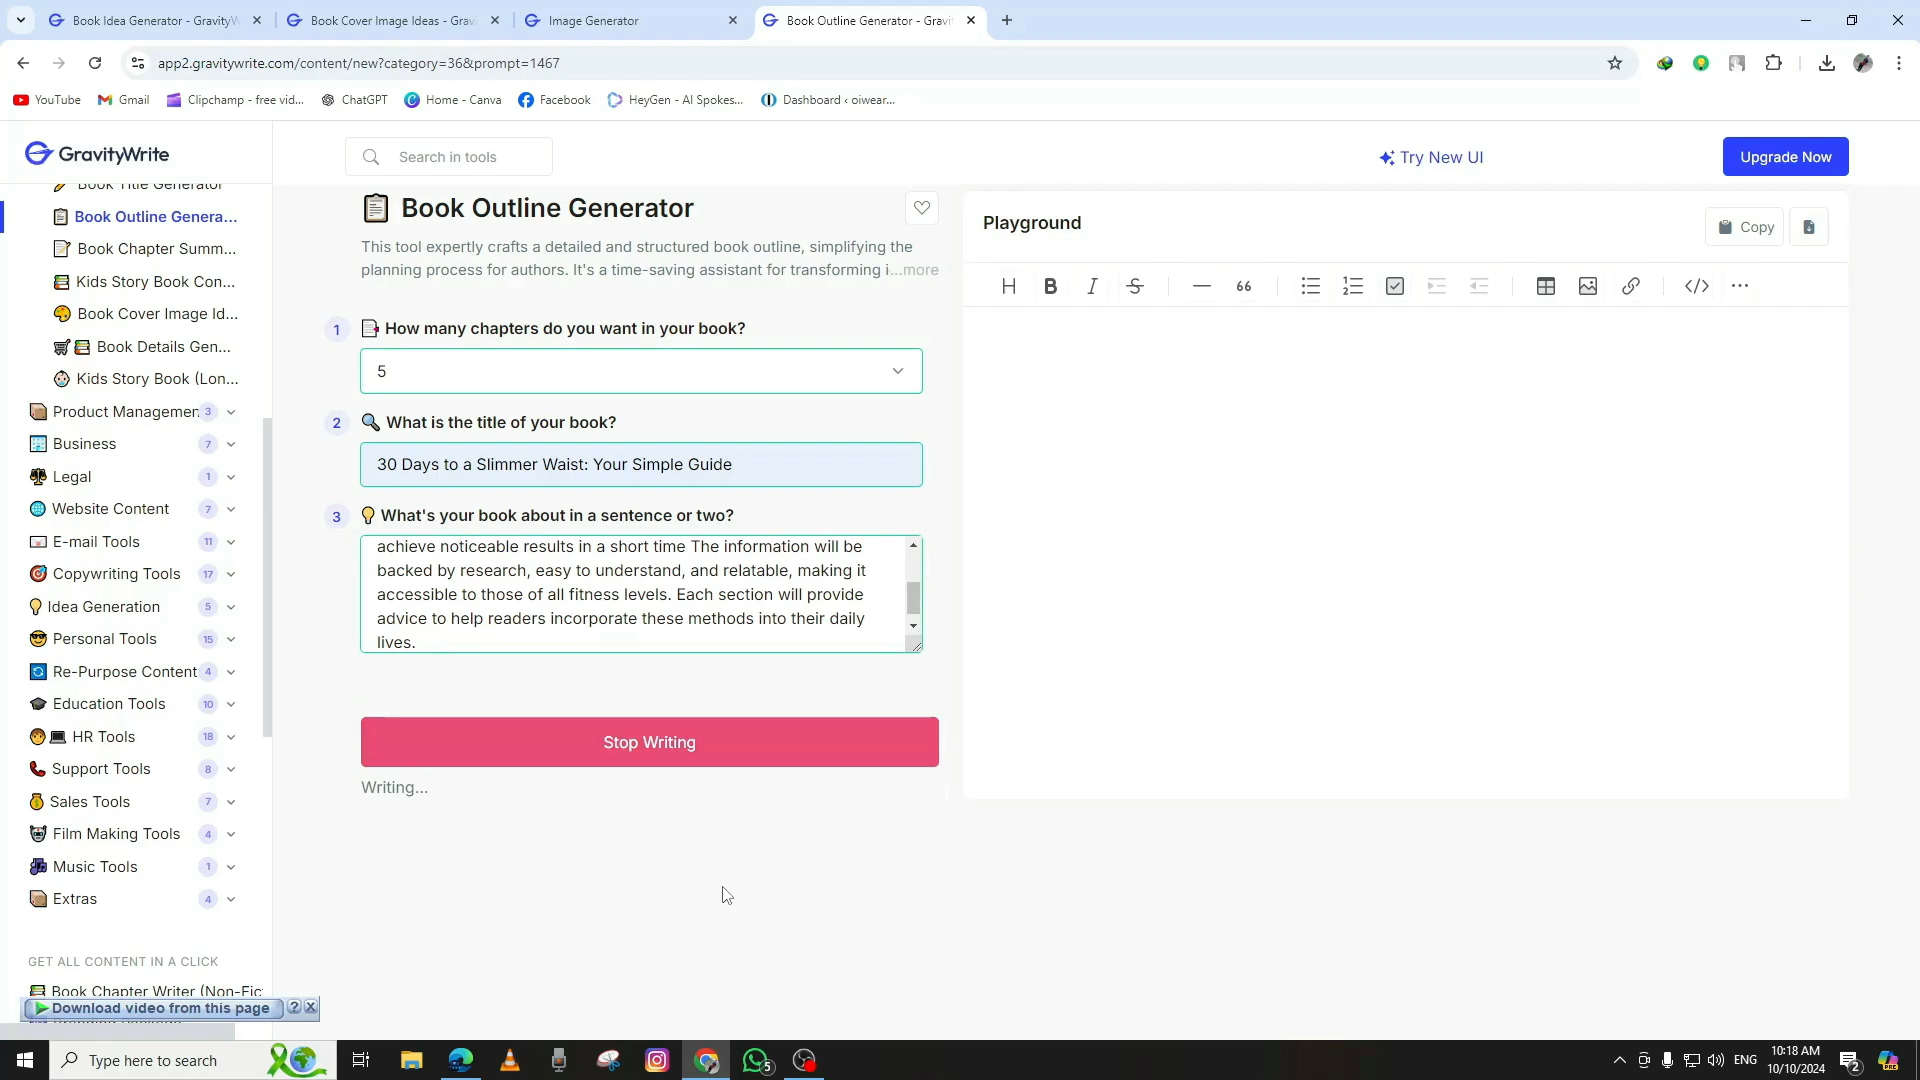 Book Idea Generator - GravityW
Book Cover Image Ideas - Grav
Image Generator
Book Outline Generator - Gravit
app2.gravitywrite.com/content/new?category=36&prompt=1467
YouTube
Gmail
Clipchamp - free vid...
ChatGPT
Home - Canva
Facebook
HeyGen - AI Spokes...
Dashboard ‹ oiwear...
GravityWrite
Search in tools
Try New UI
Upgrade Now
Book Title Generator
Book Outline Genera...
Book Chapter Summ...
Kids Story Book Con...
Book Cover Image Id...
Book Details Gen...
Kids Story Book (Lon...
Product Managemen 3
Business 7
Legal 1
Website Content 7
E-mail Tools 11
Copywriting Tools 17
Idea Generation 5
Personal Tools 15
Re-Purpose Content 4
Education Tools 10
HR Tools 18
Support Tools 8
Sales Tools 7
Film Making Tools 4
Music Tools 1
Extras 4
GET ALL CONTENT IN A CLICK
Book Chapter Writer (Non-Fic
Download video from this page
Book Outline Generator
This tool expertly crafts a detailed and structured book outline, simplifying the
planning process for authors. It's a time-saving assistant for transforming i...more
1 How many chapters do you want in your book?
5
2 What is the title of your book?
30 Days to a Slimmer Waist: Your Simple Guide
3 What's your book about in a sentence or two?
achieve noticeable results in a short time The information will be
backed by research, easy to understand, and relatable, making it
accessible to those of all fitness levels. Each section will provide
advice to help readers incorporate these methods into their daily
lives.
Stop Writing
Writing...
Playground
Copy
H B I S 66
Type here to search
5
ENG
10:18 AM
10/10/2024
2